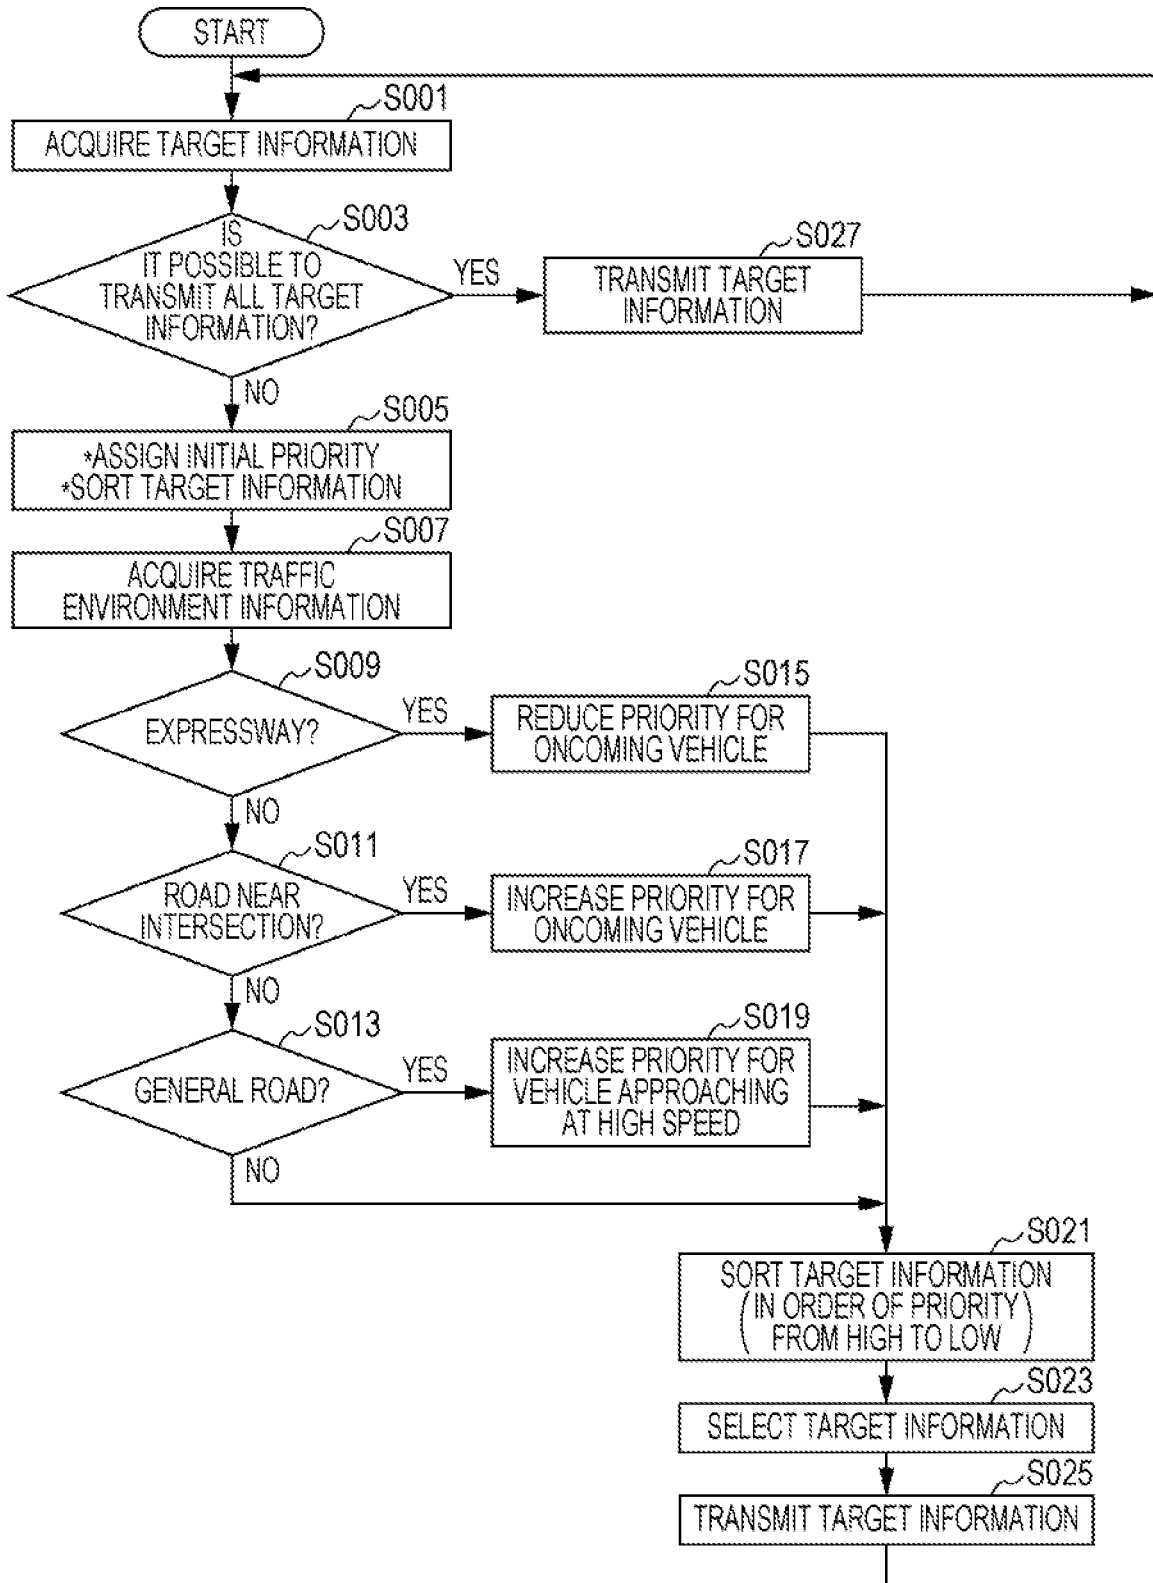 START
S001
ACQUIRE TARGET INFORMATION
S003
IS
IT POSSIBLE TO
TRANSMIT ALL TARGET
INFORMATION?
YES
S027
TRANSMIT TARGET
INFORMATION
NO
S005
*ASSIGN INITIAL PRIORITY
*SORT TARGET INFORMATION
S007
ACQUIRE TRAFFIC
ENVIRONMENT INFORMATION
S009
EXPRESSWAY?
YES
S015
REDUCE PRIORITY FOR
ONCOMING VEHICLE
NO
S011
ROAD NEAR
INTERSECTION?
YES
S017
INCREASE PRIORITY FOR
ONCOMING VEHICLE
NO
S013
GENERAL ROAD?
YES
S019
INCREASE PRIORITY FOR
VEHICLE APPROACHING
AT HIGH SPEED
NO
S021
SORT TARGET INFORMATION
(IN ORDER OF PRIORITY
FROM HIGH TO LOW)
S023
SELECT TARGET INFORMATION
S025
TRANSMIT TARGET INFORMATION